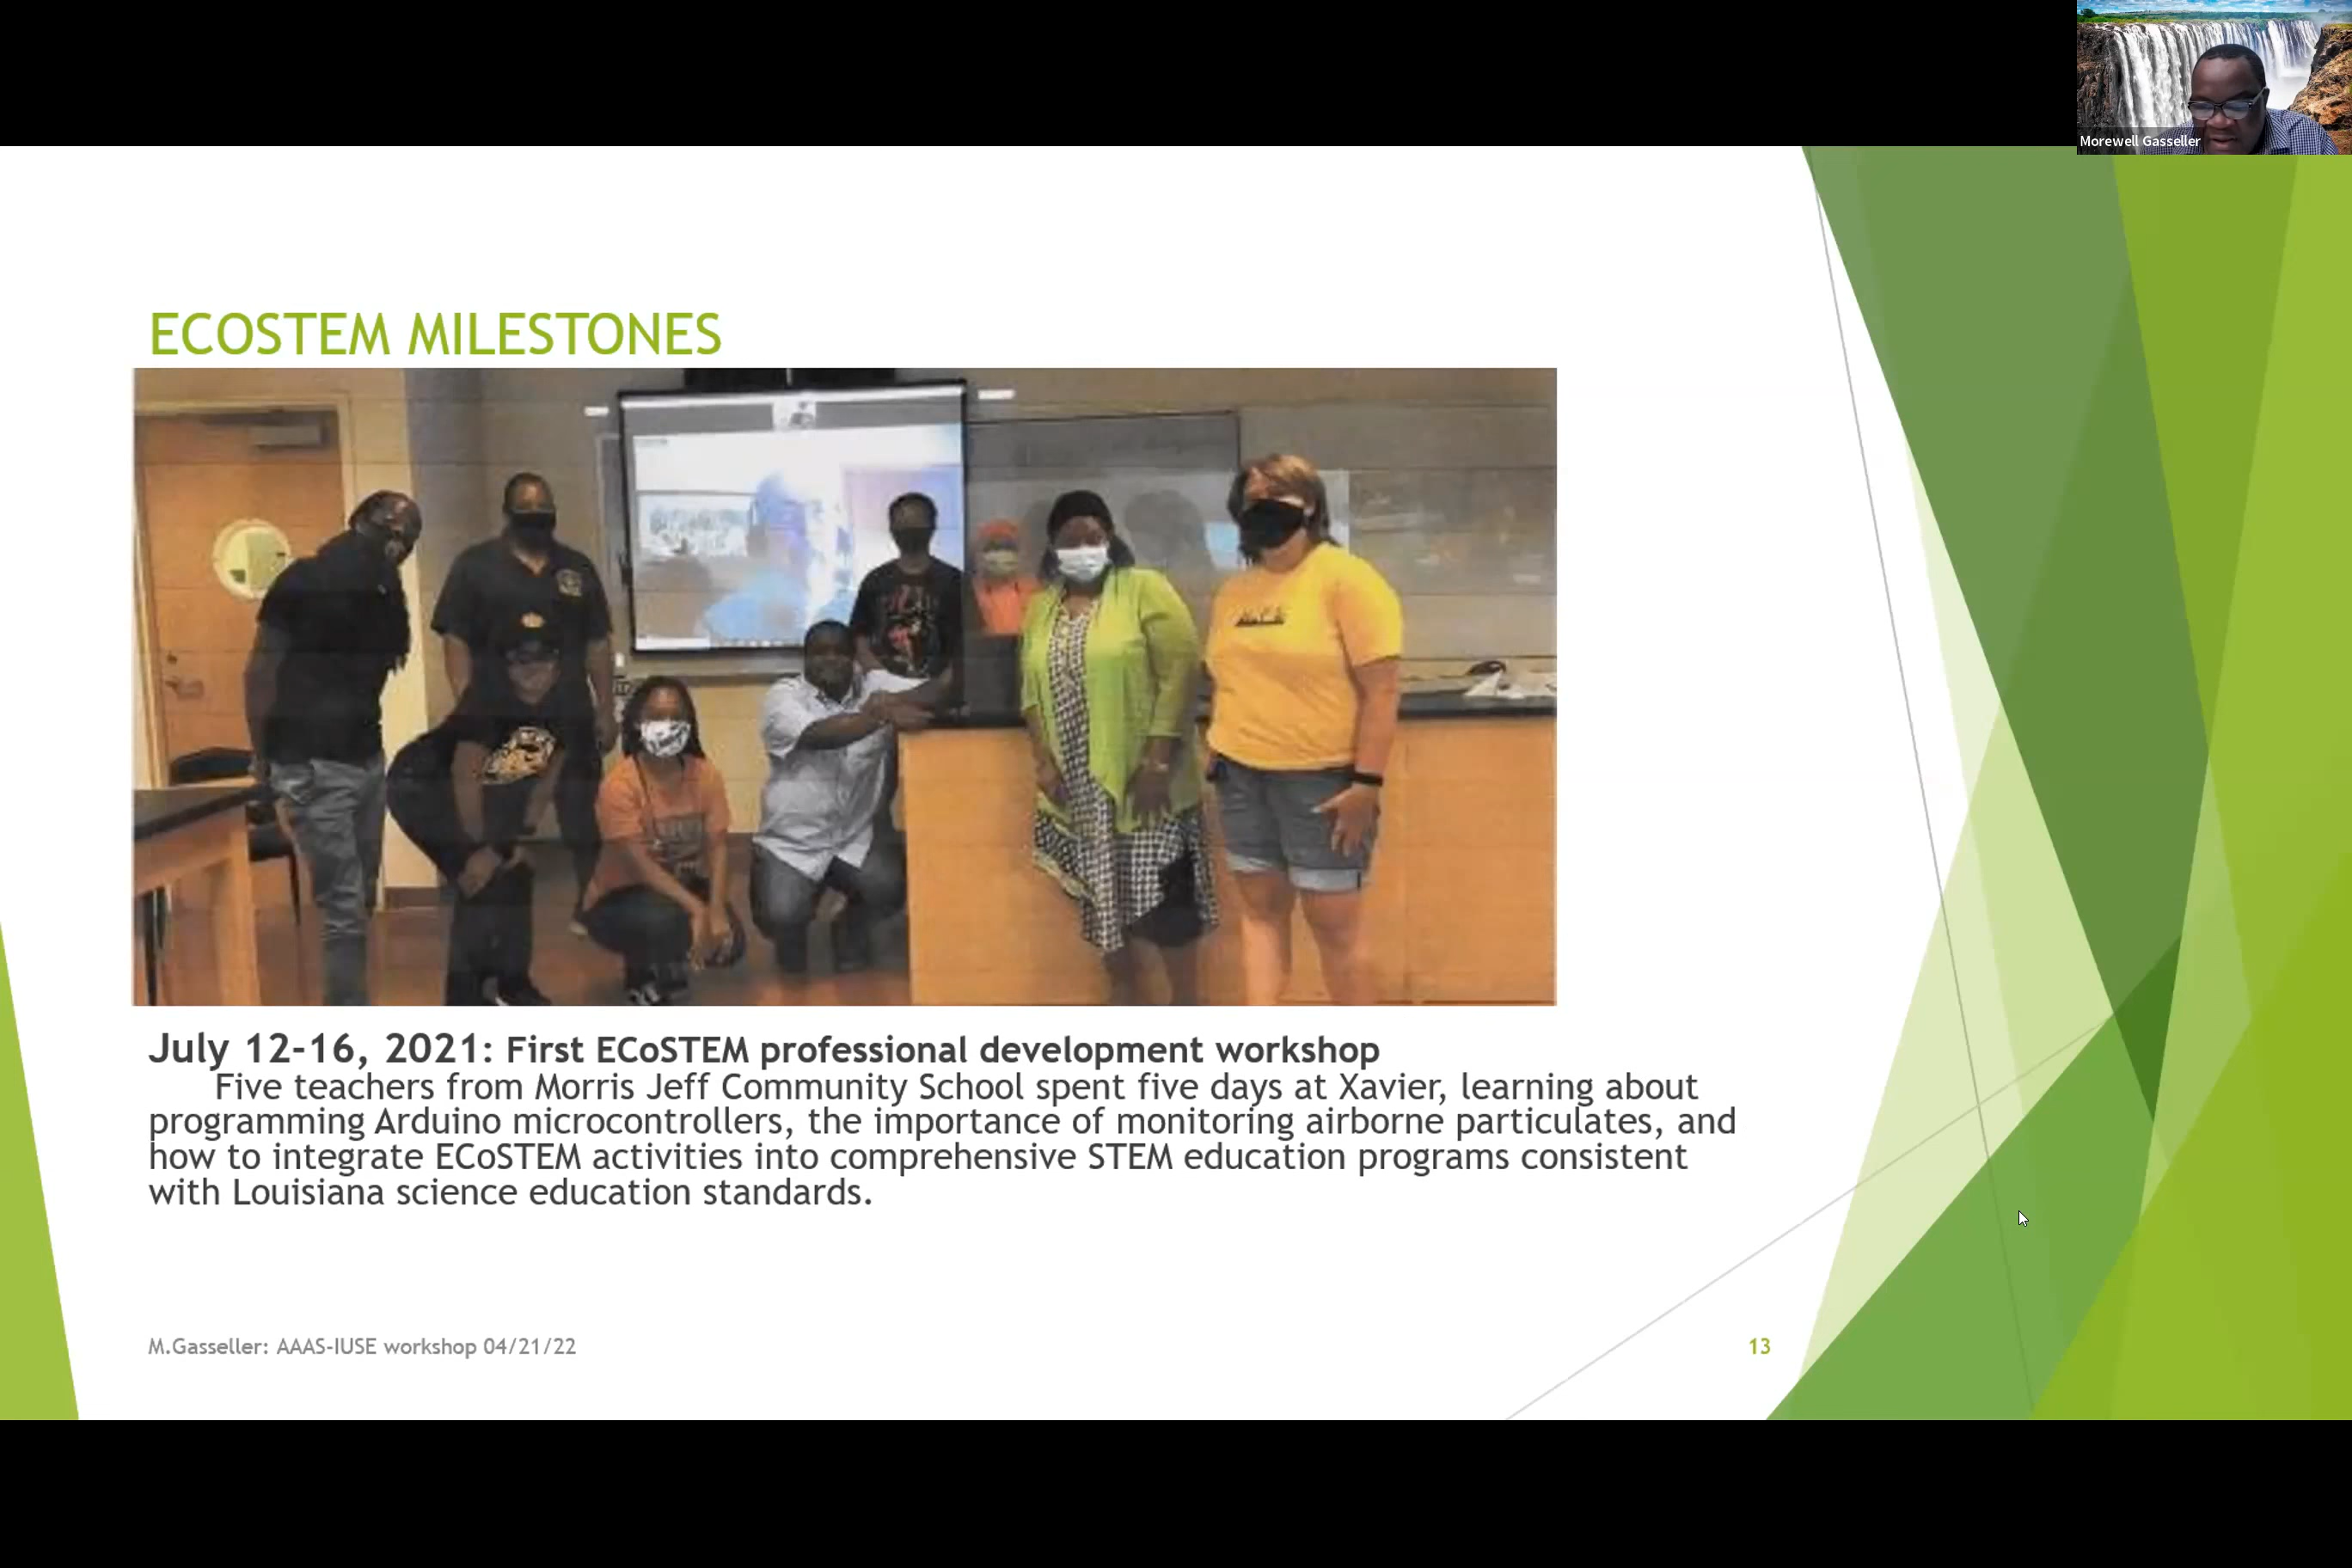 Morewell Gasseller
ECOSTEM MILESTONES
July 12-16, 2021: First ECoSTEM professional development workshop
Five teachers from Morris Jeff Community School spent five days at Xavier, learning about
programming Arduino microcontrollers, the importance of monitoring airborne particulates, and
how to integrate ECoSTEM activities into comprehensive STEM education programs consistent
with Louisiana science education standards.
M.Gasseller: AAAS-IUSE workshop 04/21/22
13